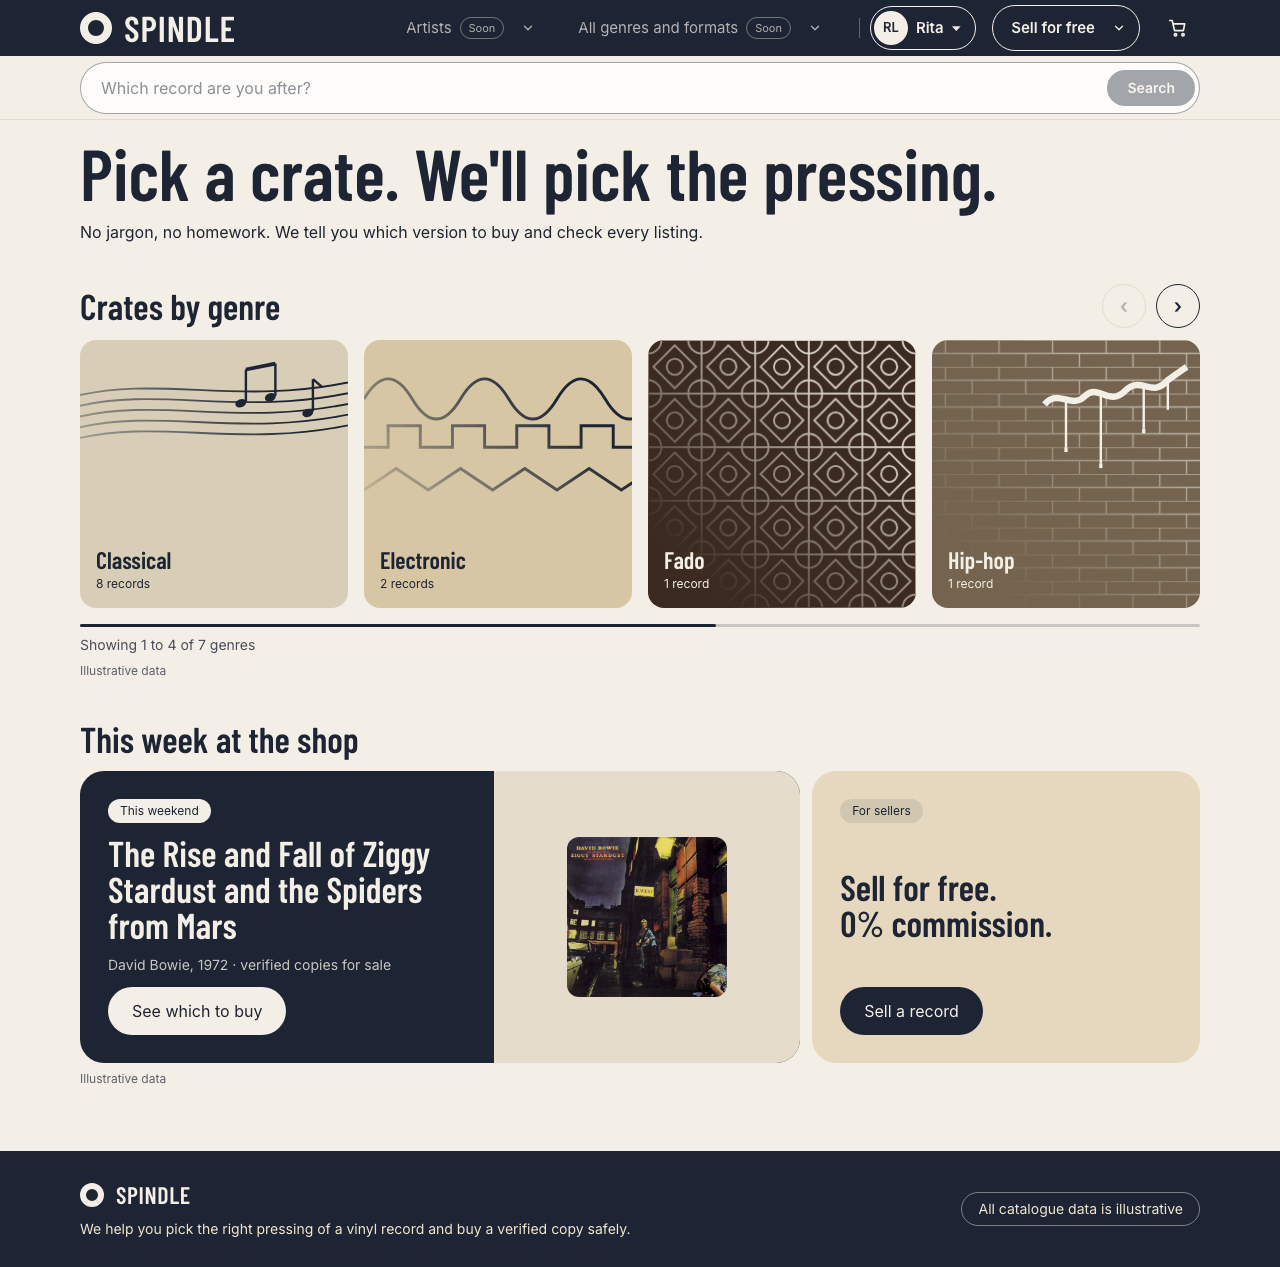 SPINDLE
Artists Soon
All genres and formats Soon
RL Rita
Sell for free
Which record are you after?
Search
Pick a crate. We'll pick the pressing.
No jargon, no homework. We tell you which version to buy and check every listing.
Crates by genre
Classical
8 records
Electronic
2 records
Fado
1 record
Hip-hop
1 record
Showing 1 to 4 of 7 genres
Illustrative data
This week at the shop
This weekend
The Rise and Fall of Ziggy
Stardust and the Spiders
from Mars
David Bowie, 1972 · verified copies for sale
See which to buy
DAVID BOWIE
ZIGGY STARDUST
K.WEST
For sellers
Sell for free.
0% commission.
Sell a record
Illustrative data
SPINDLE
We help you pick the right pressing of a vinyl record and buy a verified copy safely.
All catalogue data is illustrative